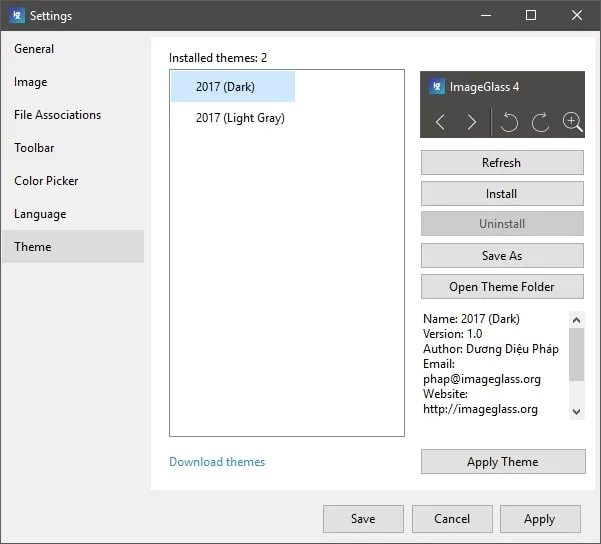 Settings
General
Image
File Associations
Toolbar
Color Picker
Language
Theme
Installed themes: 2
2017 (Dark)
2017 (Light Gray)
Download themes
ImageGlass 4
Refresh
Install
Uninstall
Save As
Open Theme Folder
Name: 2017 (Dark)
Version: 1.0
Author: Dương Diệu Pháp
Email:
phap@imageglass.org
Website:
http://imageglass.org
Apply Theme
Save
Cancel
Apply